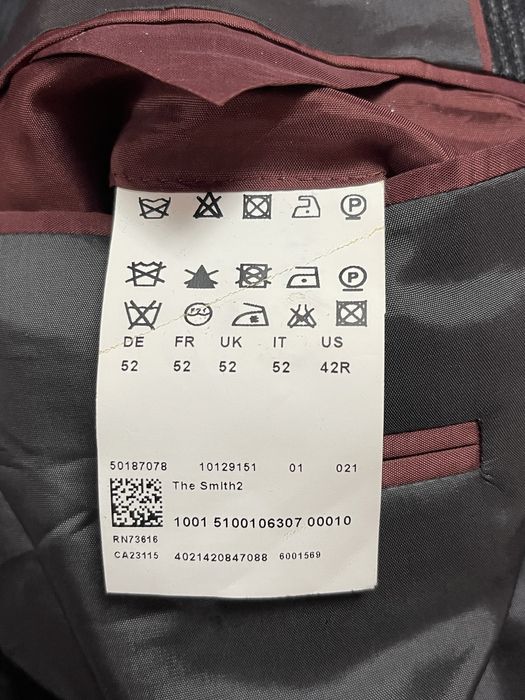 P
P
DE FR UK IT US
52 52 52 52 42R
50187078 10129151 01 021
The Smith2
1001 5100106307 00010
RN73616
CA23115 4021420847088 6001569